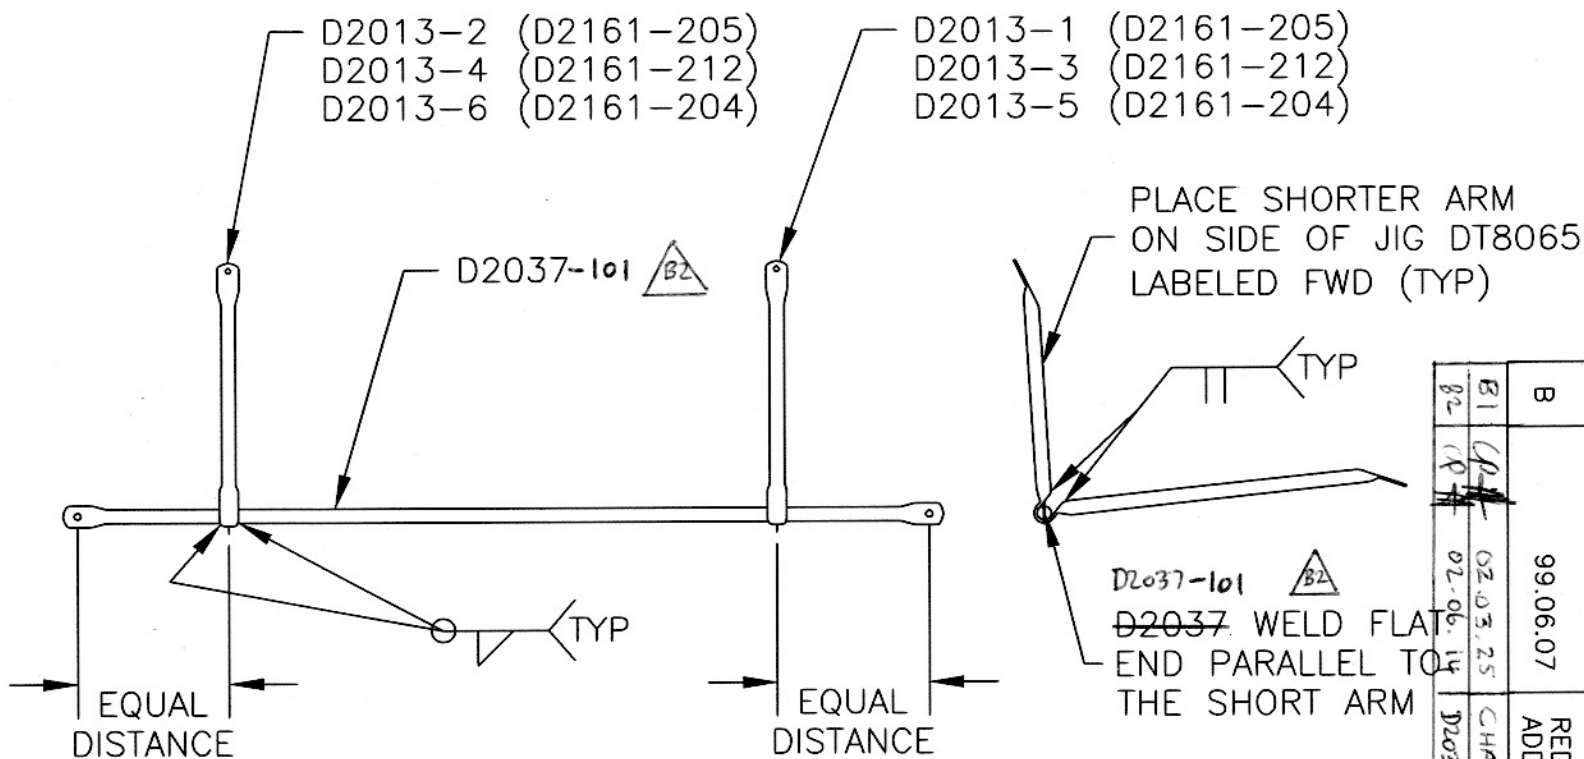 D2013-2 (D2161-205)
D2013-4 (D2161-212)
D2013-6 (D2161-204)
D2013-1 (D2161-205)
D2013-3 (D2161-212)
D2013-5 (D2161-204)
PLACE SHORTER ARM
ON SIDE OF JIG DT8065
LABELED FWD (TYP)
D2037-101 B2
TYP
D2037-101 B2
D2037 WELD FLAT
END PARALLEL TO
THE SHORT ARM
TYP
EQUAL
DISTANCE
EQUAL
DISTANCE
B 99.06.07
B1 02.03.25
B2 02.06.14